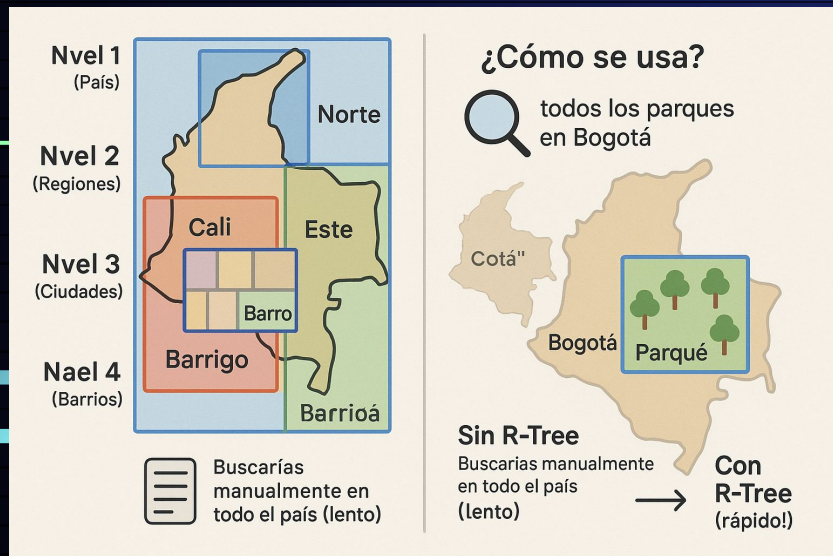 Nvel 1
(País)
Nvel 2
(Regiones)
Nvel 3
(Ciudades)
Nael 4
(Barrios)
Norte
Cali
Este
Barro
Barrigo
Barrioá
Buscarías
manualmente en
todo el país (lento)
¿Cómo se usa?
todos los parques
en Bogotá
Cotá"
Bogotá
Parqué
Sin R-Tree
Buscarias manualmente
en todo el país
(lento)
Con
R-Tree
(rápido!)